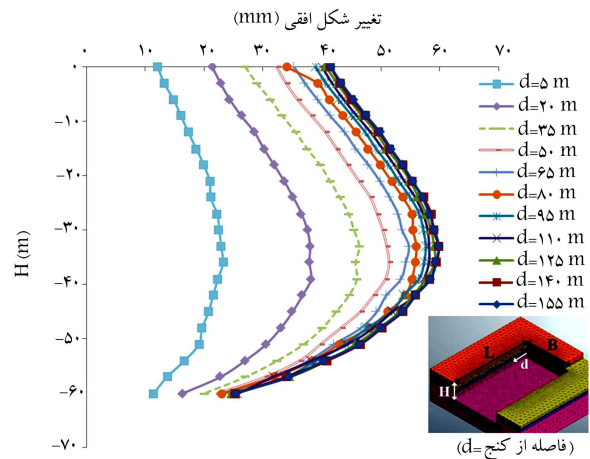 تغییر شکل افقی (mm)
۰ ۱۰ ۲۰ ۳۰ ۴۰ ۵۰ ۶۰ ۷۰
۰
−۱۰
−۲۰
−۳۰
−۴۰
−۵۰
−۶۰
−۷۰
H (m)
d=۵ m
d=۲۰ m
d=۳۵ m
d=۵۰ m
d=۶۵ m
d=۸۰ m
d=۹۵ m
d=۱۱۰ m
d=۱۲۵ m
d=۱۴۰ m
d=۱۵۵ m
L
B
d
H
(d= فاصله از کنج)